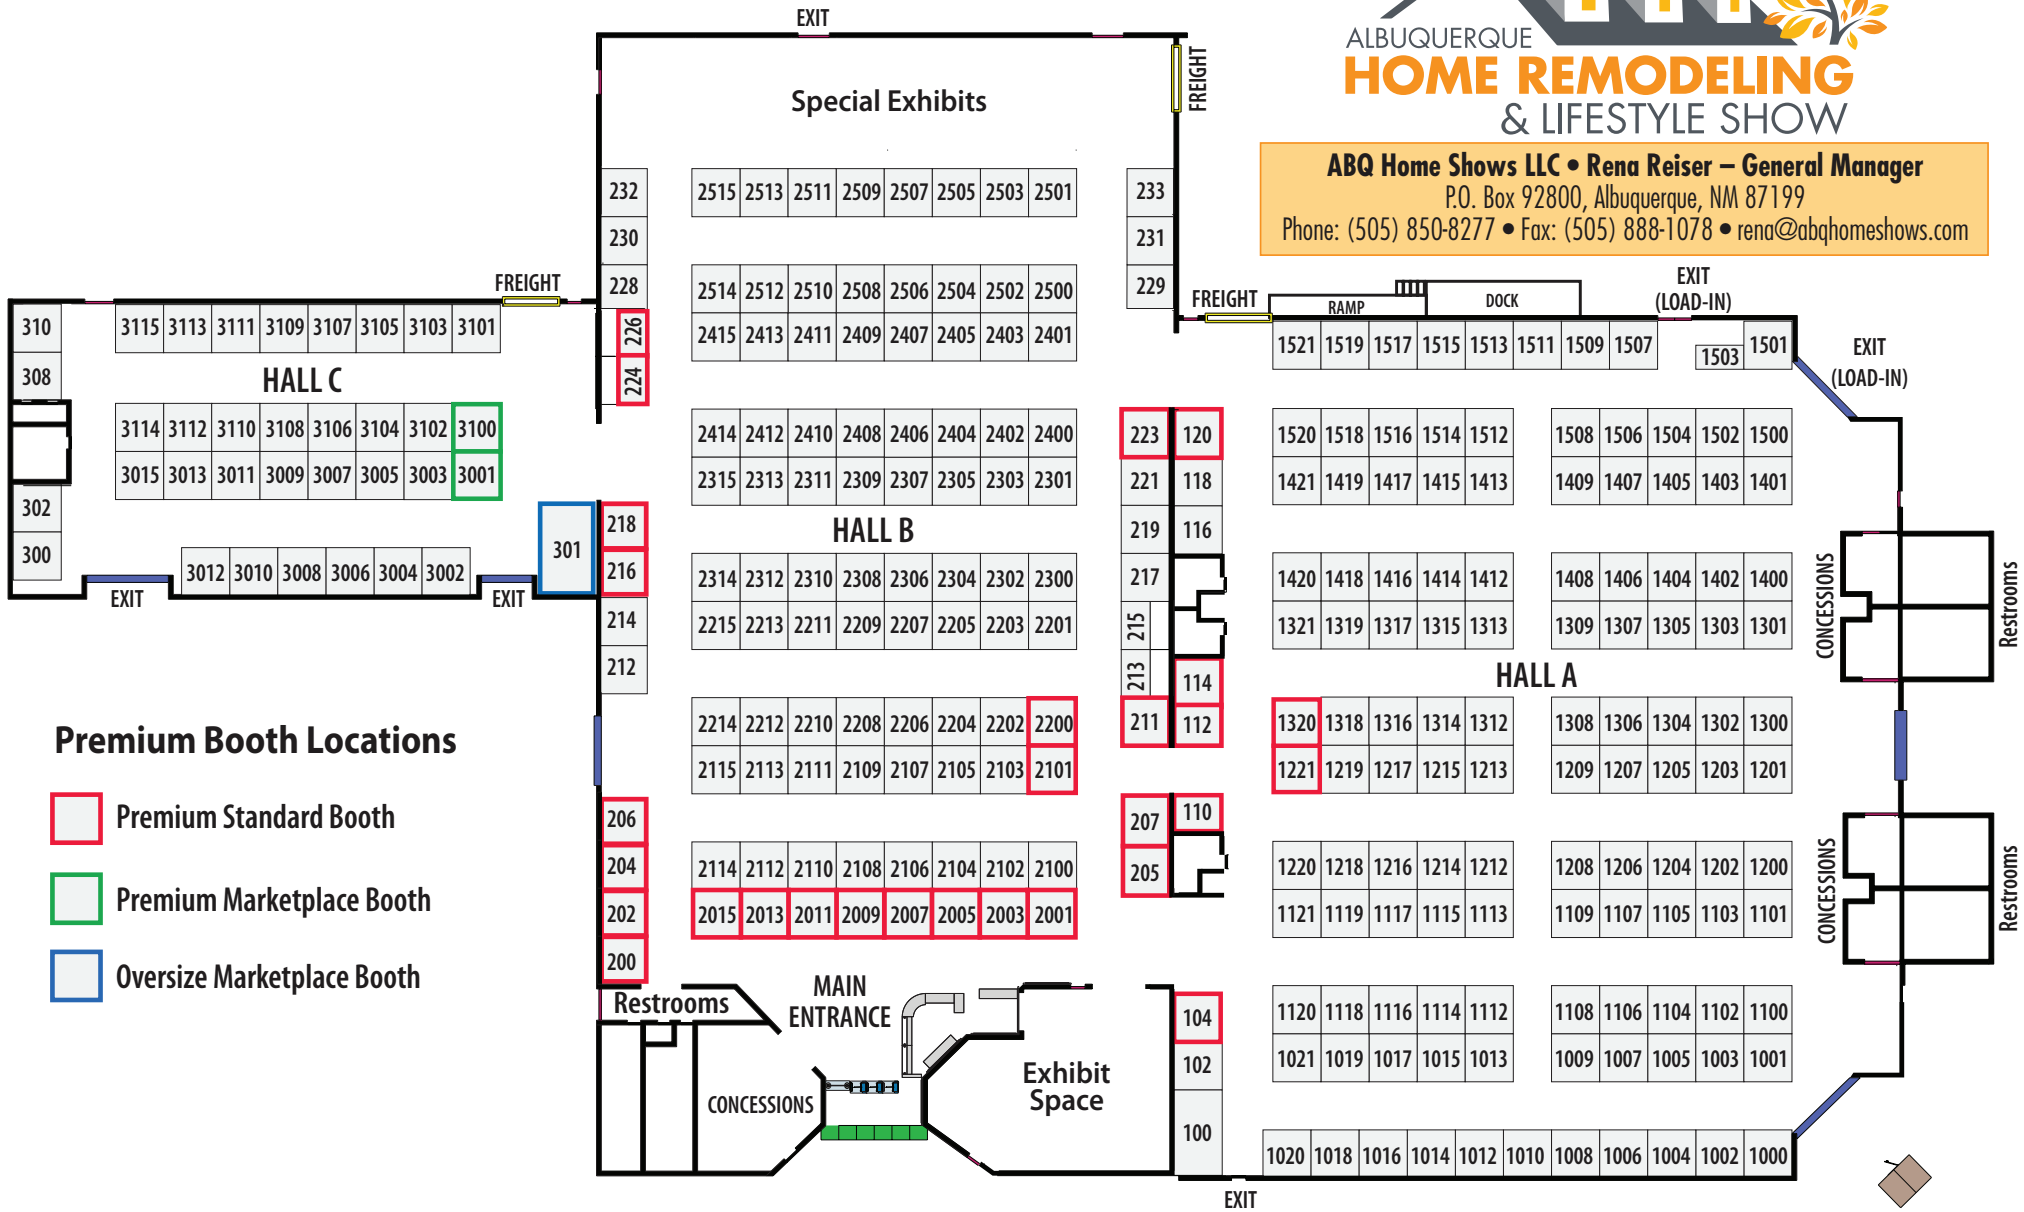 ALBUQUERQUE
HOME REMODELING
& LIFESTYLE SHOW
ABQ Home Shows LLC • Rena Reiser – General Manager
P.O. Box 92800, Albuquerque, NM 87199
Phone: (505) 850-8277 • Fax: (505) 888-1078 • rena@abqhomeshows.com
EXIT
FREIGHT
Special Exhibits
232
230
228
226
224
2515 2513 2511 2509 2507 2505 2503 2501
233
231
229
2514 2512 2510 2508 2506 2504 2502 2500
2415 2413 2411 2409 2407 2405 2403 2401
2414 2412 2410 2408 2406 2404 2402 2400
2315 2313 2311 2309 2307 2305 2303 2301
HALL B
2314 2312 2310 2308 2306 2304 2302 2300
2215 2213 2211 2209 2207 2205 2203 2201
2214 2212 2210 2208 2206 2204 2202 2200
2115 2113 2111 2109 2107 2105 2103 2101
2114 2112 2110 2108 2106 2104 2102 2100
2015 2013 2011 2009 2007 2005 2003 2001
218
216
214
212
206
204
202
200
223
221
219
217
215
213
211
207
205
FREIGHT
310
308
302
300
3115 3113 3111 3109 3107 3105 3103 3101
HALL C
3114 3112 3110 3108 3106 3104 3102 3100
3015 3013 3011 3009 3007 3005 3003 3001
301
3012 3010 3008 3006 3004 3002
EXIT
EXIT
FREIGHT
RAMP
DOCK
EXIT
(LOAD-IN)
EXIT
(LOAD-IN)
1521 1519 1517 1515 1513 1511 1509 1507
1503
1501
120
118
116
114
112
110
104
102
100
1520 1518 1516 1514 1512
1508 1506 1504 1502 1500
1421 1419 1417 1415 1413
1409 1407 1405 1403 1401
1420 1418 1416 1414 1412
1408 1406 1404 1402 1400
1321 1319 1317 1315 1313
1309 1307 1305 1303 1301
HALL A
1320 1318 1316 1314 1312
1308 1306 1304 1302 1300
1221 1219 1217 1215 1213
1209 1207 1205 1203 1201
1220 1218 1216 1214 1212
1208 1206 1204 1202 1200
1121 1119 1117 1115 1113
1109 1107 1105 1103 1101
1120 1118 1116 1114 1112
1108 1106 1104 1102 1100
1021 1019 1017 1015 1013
1009 1007 1005 1003 1001
1020 1018 1016 1014 1012 1010 1008 1006 1004 1002 1000
CONCESSIONS
Restrooms
CONCESSIONS
Restrooms
EXIT
Restrooms
MAIN
ENTRANCE
CONCESSIONS
Exhibit
Space
Premium Booth Locations
Premium Standard Booth
Premium Marketplace Booth
Oversize Marketplace Booth